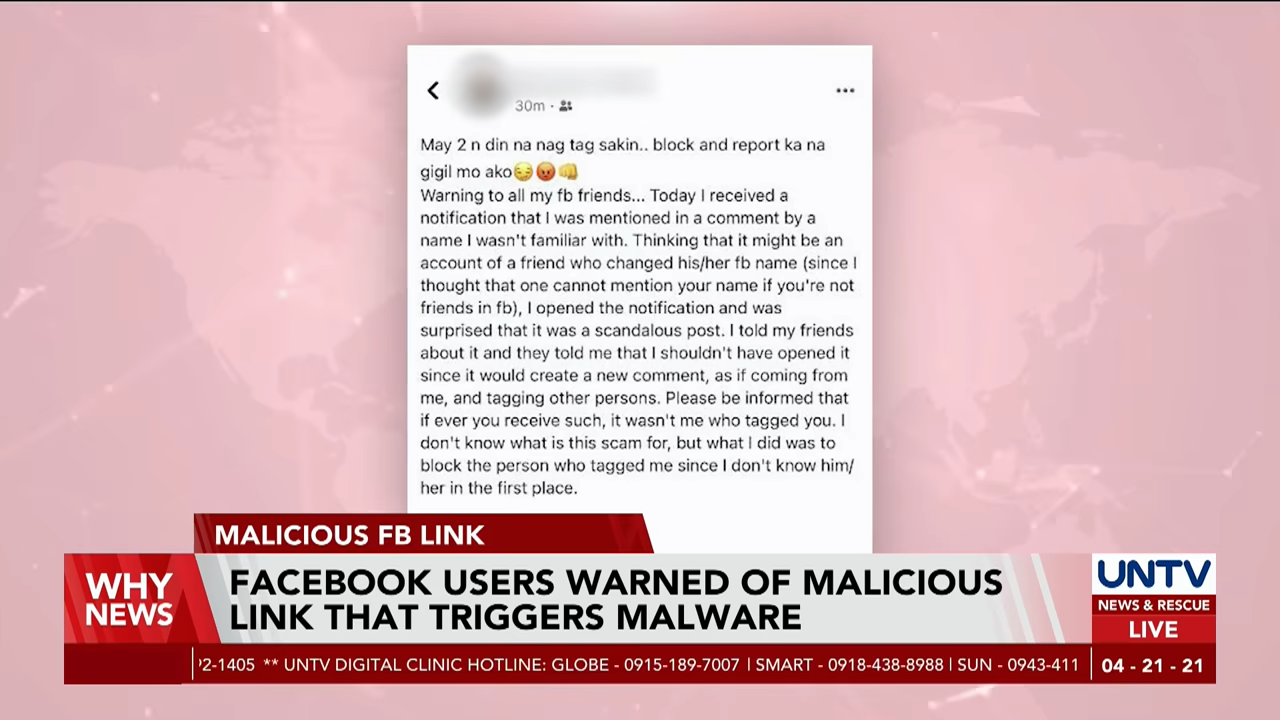 30m ·
May 2 n din na nag tag sakin.. block and report ka na
gigil mo ako😏😡👊
Warning to all my fb friends... Today I received a
notification that I was mentioned in a comment by a
name I wasn't familiar with. Thinking that it might be an
account of a friend who changed his/her fb name (since I
thought that one cannot mention your name if you're not
friends in fb), I opened the notification and was
surprised that it was a scandalous post. I told my friends
about it and they told me that I shouldn't have opened it
since it would create a new comment, as if coming from
me, and tagging other persons. Please be informed that
if ever you receive such, it wasn't me who tagged you. I
don't know what is this scam for, but what I did was to
block the person who tagged me since I don't know him/
her in the first place.
MALICIOUS FB LINK
WHY
NEWS
FACEBOOK USERS WARNED OF MALICIOUS
LINK THAT TRIGGERS MALWARE
UNTV
NEWS & RESCUE
LIVE
2-1405 ** UNTV DIGITAL CLINIC HOTLINE: GLOBE - 0915-189-7007 | SMART - 0918-438-8988 | SUN - 0943-411
04 - 21 - 21